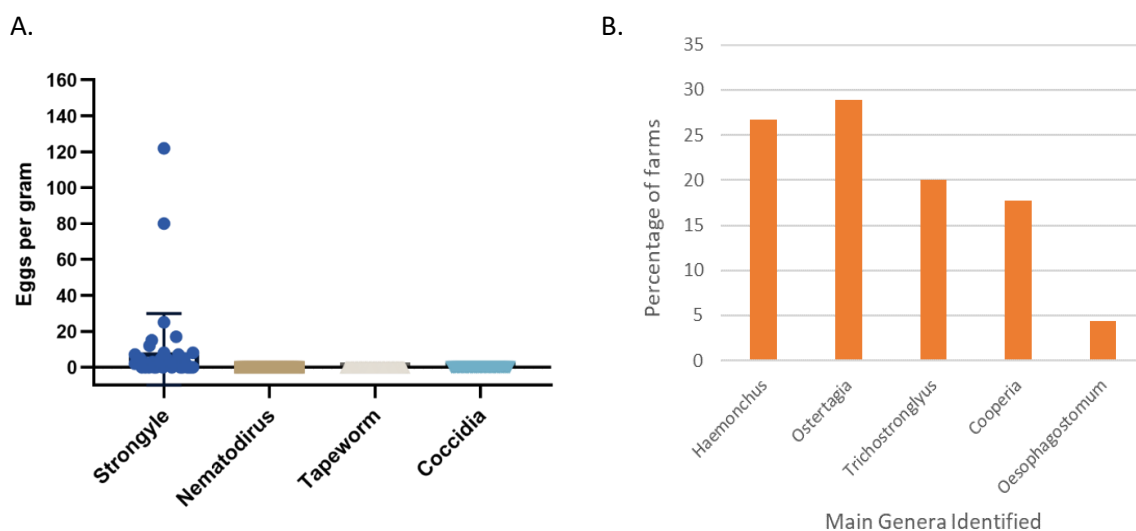 A.
Eggs per gram
160
140
120
100
80
60
40
20
0
Strongyle
Nematodirus
Tapeworm
Coccidia
B.
Percentage of farms
35
30
25
20
15
10
5
0
Haemonchus
Ostertagia
Trichostronglyus
Cooperia
Oesophagostomum
Main Genera Identified